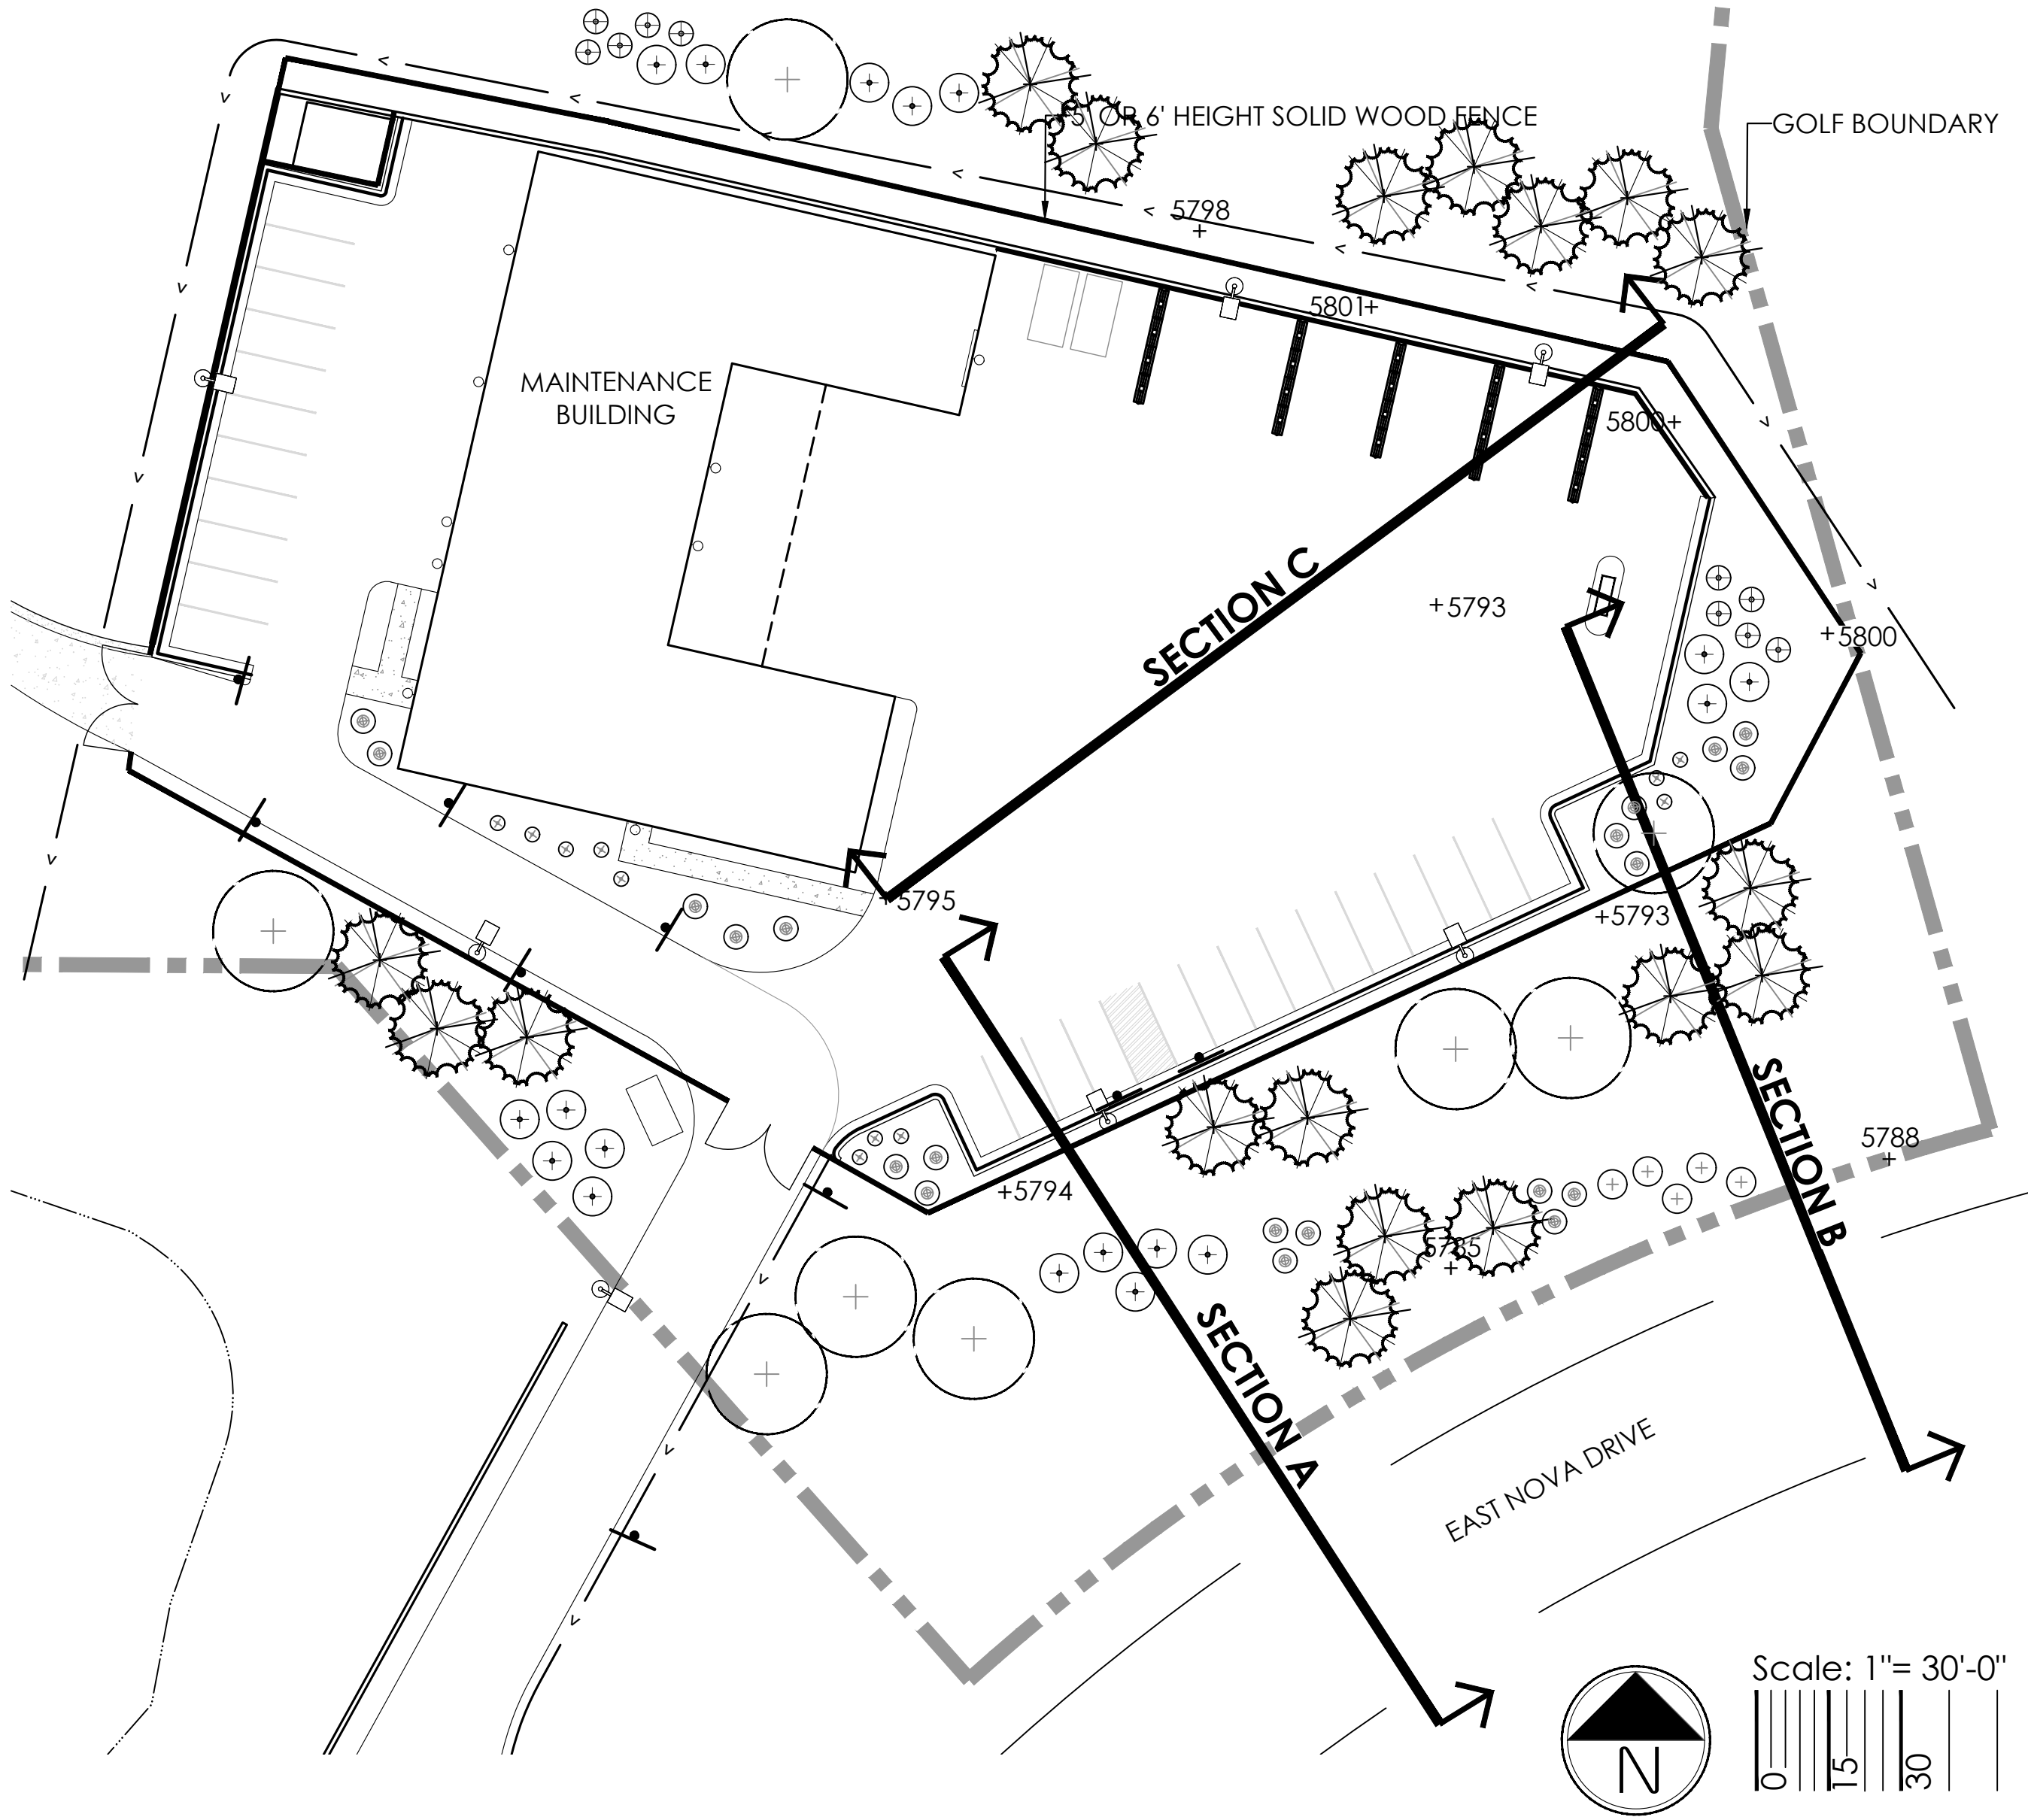 5' OR 6' HEIGHT SOLID WOOD FENCE
GOLF BOUNDARY
5798
+
5801+
MAINTENANCE
BUILDING
5800+
SECTION C
+5793
+5800
+5795
+5793
SECTION B
5788
+
+5794
5785
+
SECTION A
EAST NOVA DRIVE
Scale: 1"= 30'-0"
N
0 15 30